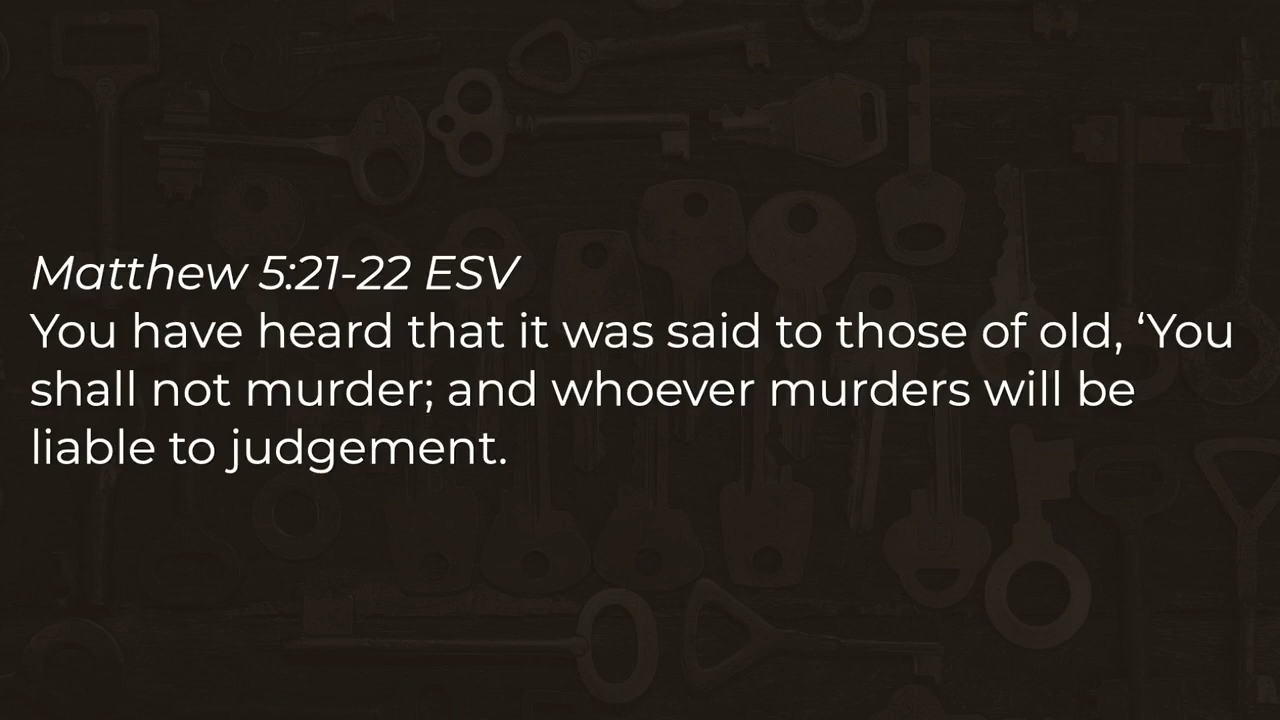 Matthew 5:21-22 ESV
You have heard that it was said to those of old, ‘You
shall not murder; and whoever murders will be
liable to judgement.